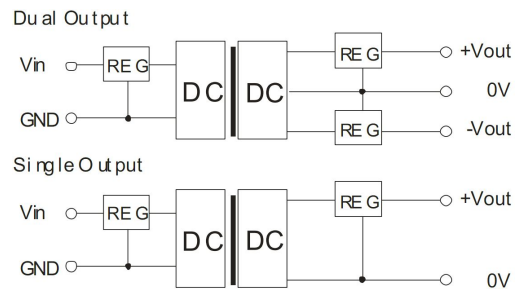 Dual Output
Vin REG DC DC REG +Vout
0V
GND REG -Vout
Single Output
Vin REG DC DC REG +Vout
GND 0V